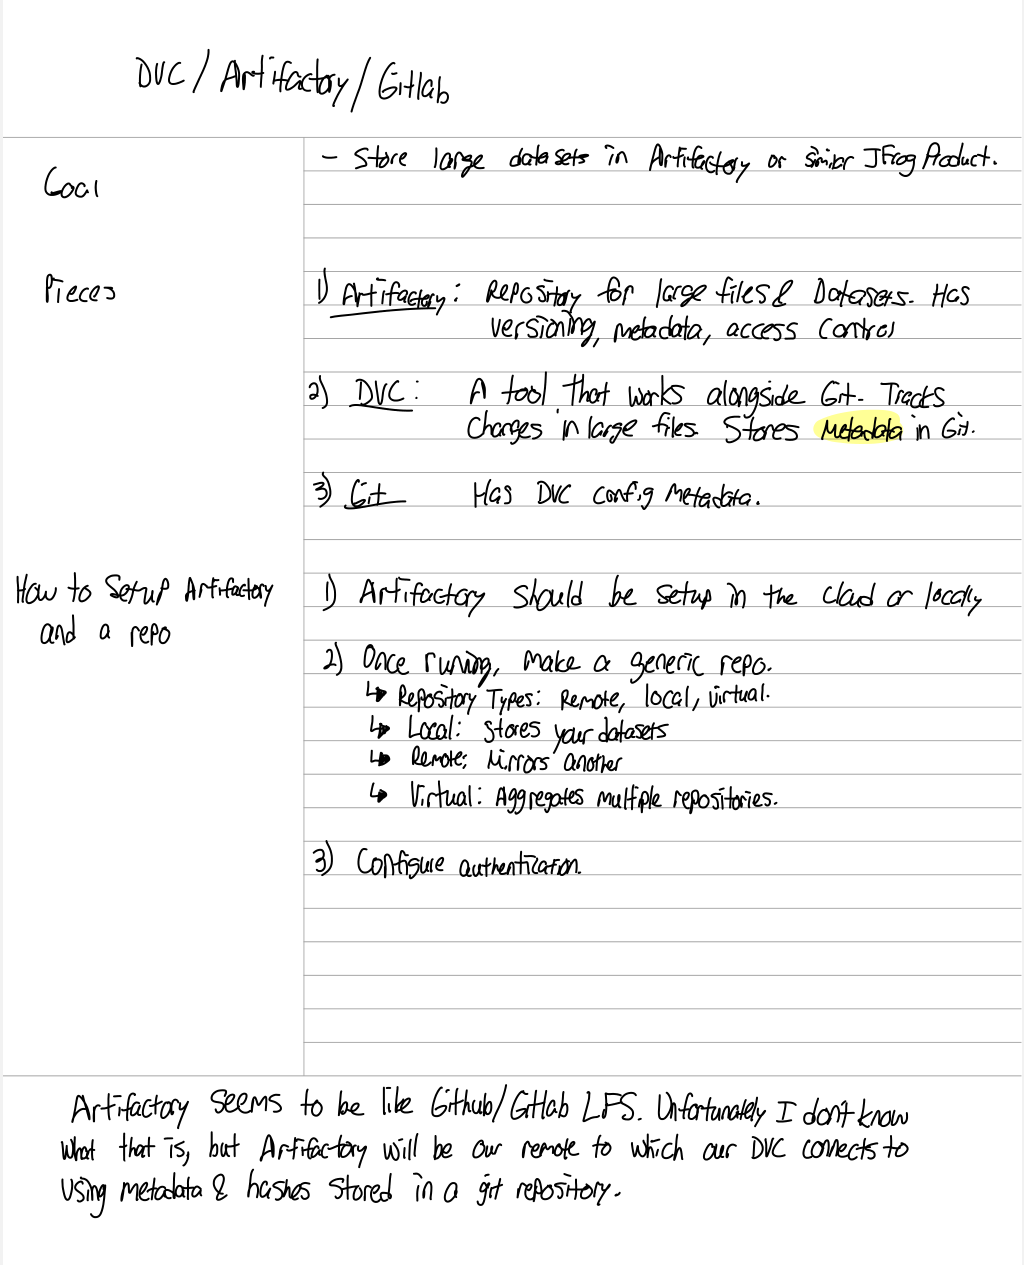 DVC / Artifactory / Gitlab
Goal
- Store large datasets in Artifactory or similar JFrog Product.
Pieces
1) Artifactory: Repository for large files & Datasets. Has
versioning, metadata, access control
2) DVC: A tool that works alongside Git. Tracks
changes in large files. Stores Metadata in Git.
3) Git Has DVC config metadata.
How to Setup Artifactory
and a repo
1) Artifactory should be setup in the cloud or locally
2) Once runing, make a generic repo.
↳ Repository Types: Remote, local, virtual.
↳ Local: Stores your datasets
↳ Remote: Mirrors another
↳ Virtual: Aggregates multiple repositories.
3) Configure authentication.
Artifactory seems to be like Github/Gitlab LFS. Unfortunately I don't know
what that is, but Artifactory will be our remote to which our DVC connects to
using metadata & hashes stored in a git repository.